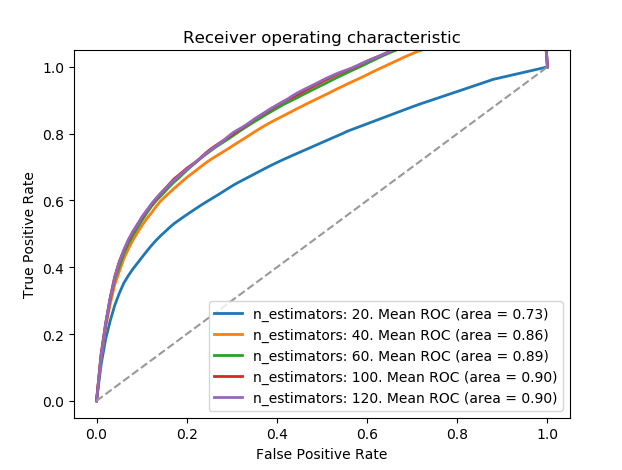 Receiver operating characteristic
1.0
0.8
0.6
0.4
0.2
0.0
True Positive Rate
n_estimators: 20. Mean ROC (area = 0.73)
n_estimators: 40. Mean ROC (area = 0.86)
n_estimators: 60. Mean ROC (area = 0.89)
n_estimators: 100. Mean ROC (area = 0.90)
n_estimators: 120. Mean ROC (area = 0.90)
0.0 0.2 0.4 0.6 0.8 1.0
False Positive Rate